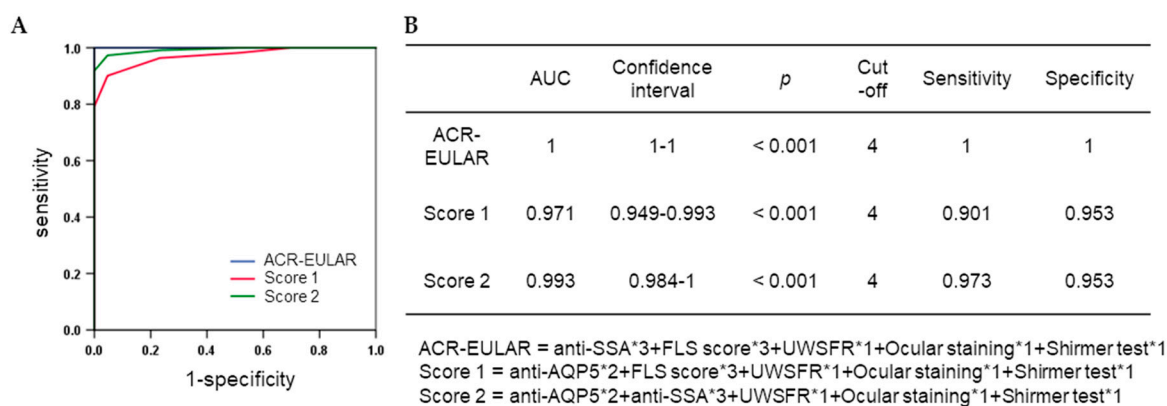 A
1.0
0.8
0.6
0.4
0.2
0.0
sensitivity
ACR-EULAR
Score 1
Score 2
0.0 0.2 0.4 0.6 0.8 1.0
1-specificity
B
AUC Confidence interval p Cut -off Sensitivity Specificity
ACR-EULAR 1 1-1 < 0.001 4 1 1
Score 1 0.971 0.949-0.993 < 0.001 4 0.901 0.953
Score 2 0.993 0.984-1 < 0.001 4 0.973 0.953
ACR-EULAR = anti-SSA*3+FLS score*3+UWSFR*1+Ocular staining*1+Shirmer test*1
Score 1 = anti-AQP5*2+FLS score*3+UWSFR*1+Ocular staining*1+Shirmer test*1
Score 2 = anti-AQP5*2+anti-SSA*3+UWSFR*1+Ocular staining*1+Shirmer test*1